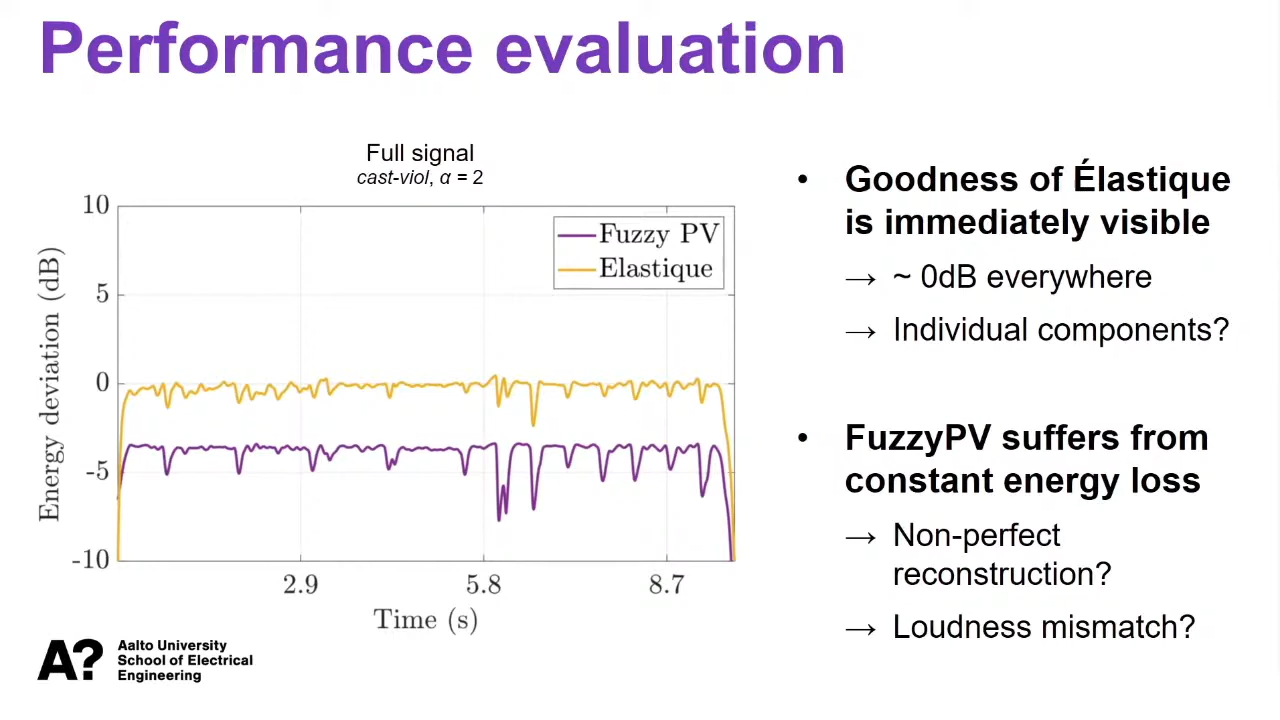 Performance evaluation
Full signal
cast-viol, α = 2
10
5
0
-5
-10
Energy deviation (dB)
Fuzzy PV
Elastique
2.9
5.8
8.7
Time (s)
• Goodness of Élastique
is immediately visible
→ ~ 0dB everywhere
→ Individual components?
• FuzzyPV suffers from
constant energy loss
→ Non-perfect
reconstruction?
→ Loudness mismatch?
A?
Aalto University
School of Electrical
Engineering